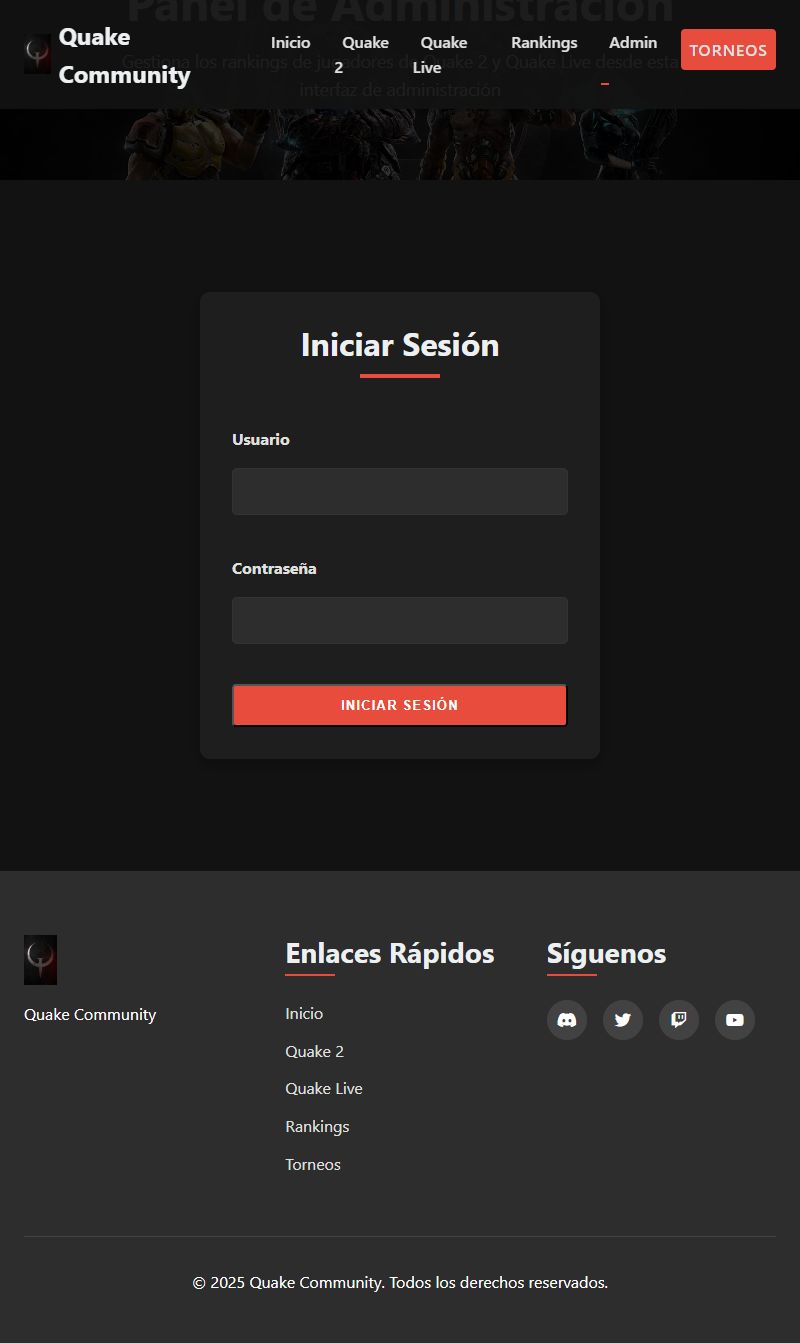 Panel de Administración
Quake Community
Inicio
Quake 2
Quake Live
Rankings
Admin
TORNEOS
Gestiona los rankings de jugadores de Quake 2 y Quake Live desde esta
interfaz de administración
Iniciar Sesión
Usuario
Contraseña
INICIAR SESIÓN
Quake Community
Enlaces Rápidos
Inicio
Quake 2
Quake Live
Rankings
Torneos
Síguenos
© 2025 Quake Community. Todos los derechos reservados.